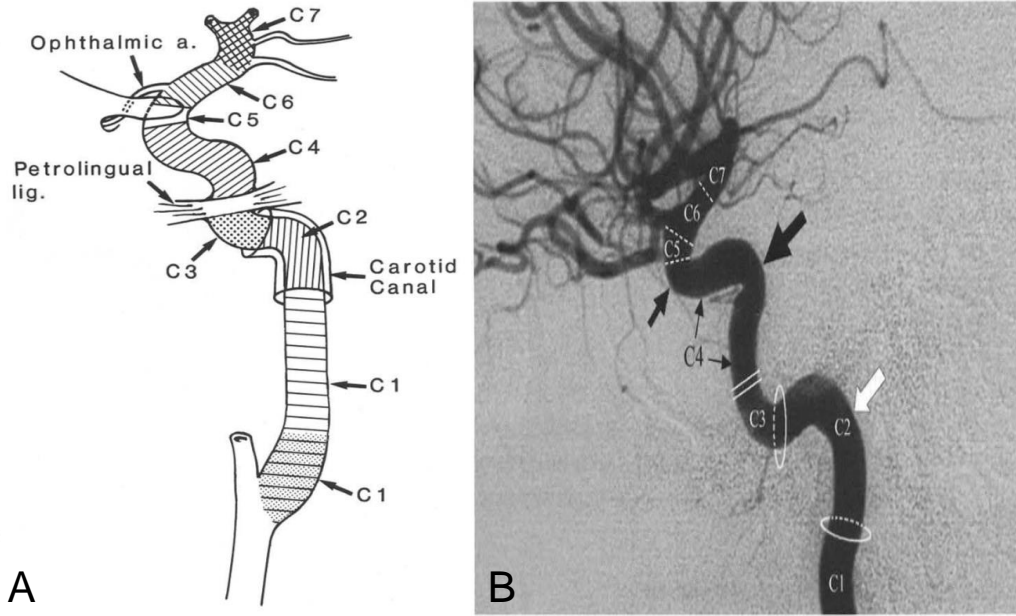 C7
Ophthalmic a.
C6
C5
C4
Petrolingual
lig.
C2
C3
Carotid
Canal
C1
C1
A
C7
C6
C5
C4
C3
C2
C1
B